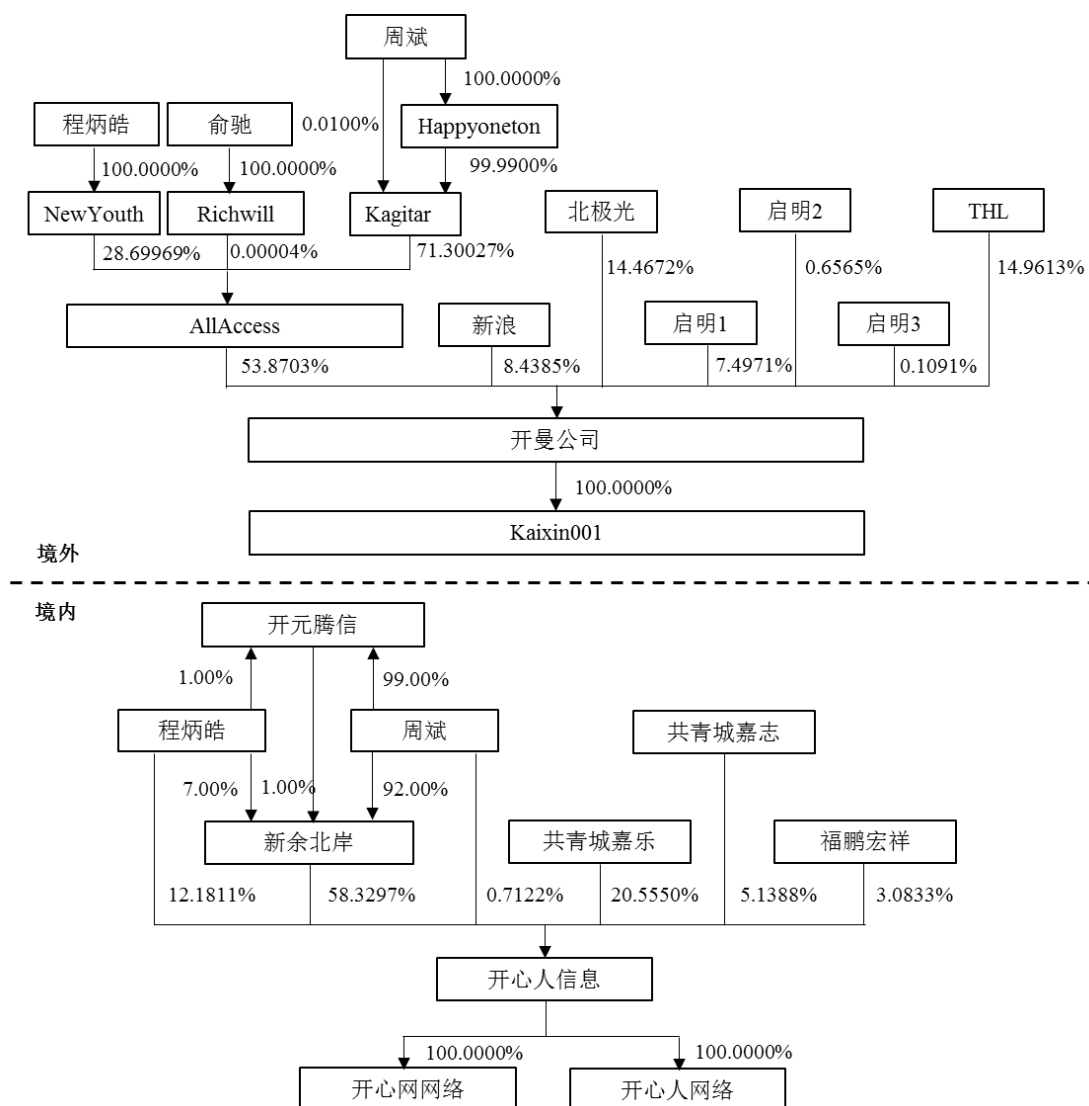 周斌
100.0000%
程炳皓
俞驰
0.0100%
Happyoneton
100.0000%
100.0000%
99.9900%
NewYouth
Richwill
Kagitar
北极光
启明2
THL
28.69969%
0.00004%
71.30027%
14.4672%
0.6565%
14.9613%
AllAccess
新浪
启明1
启明3
53.8703%
8.4385%
7.4971%
0.1091%
开曼公司
100.0000%
Kaixin001
境外
境内
开元腾信
1.00%
99.00%
程炳皓
周斌
共青城嘉志
7.00%
1.00%
92.00%
新余北岸
共青城嘉乐
福鹏宏祥
12.1811%
58.3297%
0.7122%
20.5550%
5.1388%
3.0833%
开心人信息
100.0000%
100.0000%
开心网网络
开心人网络